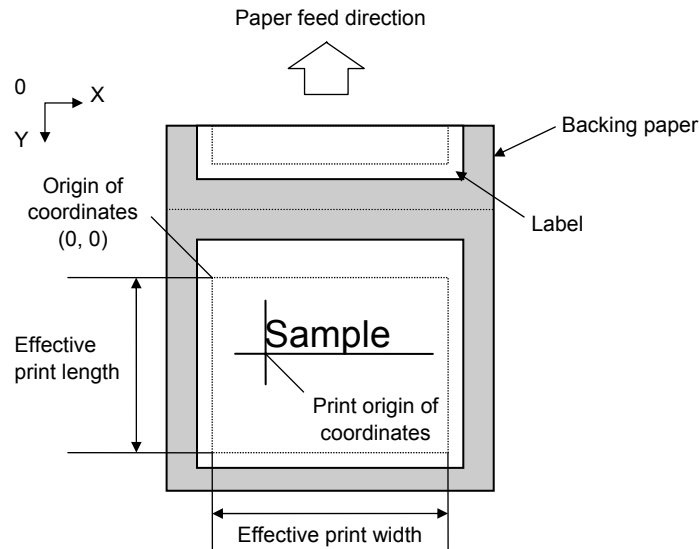 Paper feed direction
0
X
Y
Backing paper
Origin of
coordinates
(0, 0)
Label
Sample
Effective
print length
Print origin of
coordinates
Effective print width